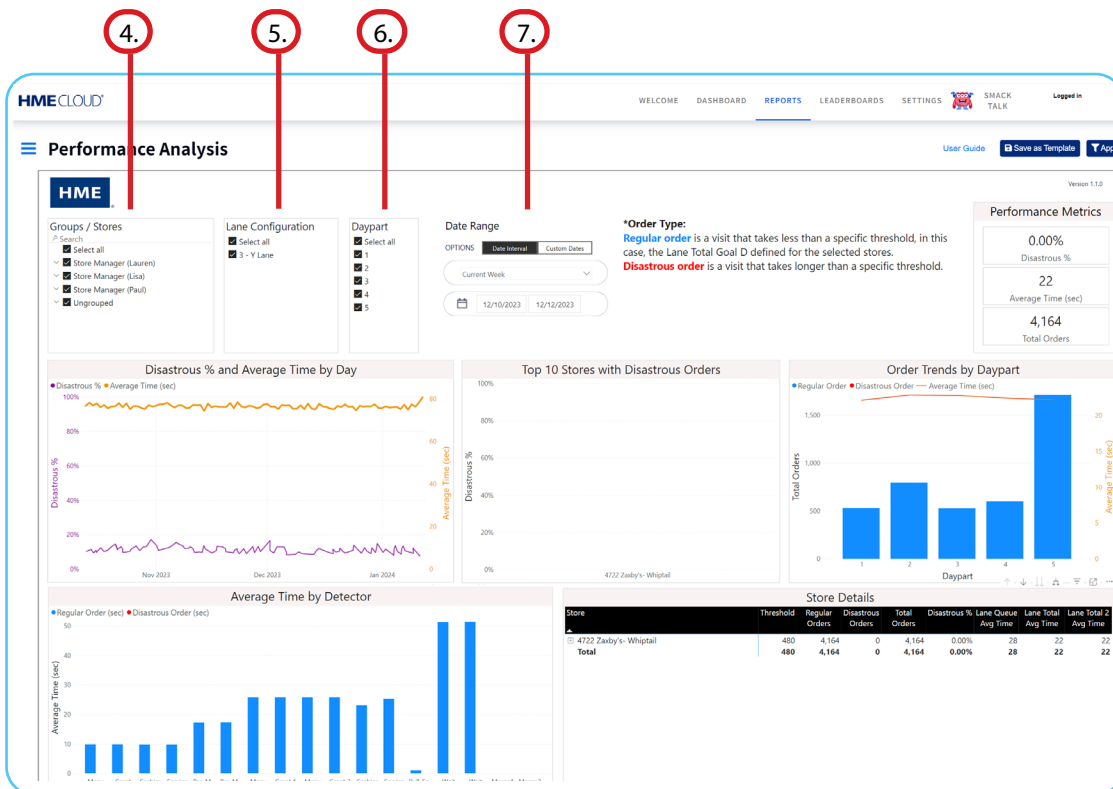 4.
5.
6.
7.
HME CLOUD®
WELCOME
DASHBOARD
REPORTS
LEADERBOARDS
SETTINGS
SMACK
TALK
Logged in
Performance Analysis
User Guide
Save as Template
App
HME
Version 1.1.0
Groups / Stores
Search
Select all
Store Manager (Lauren)
Store Manager (Lisa)
Store Manager (Paul)
Ungrouped
Lane Configuration
Select all
3 - Y Lane
Daypart
Select all
1
2
3
4
5
Date Range
OPTIONS
Date Interval
Custom Dates
Current Week
12/10/2023
12/12/2023
*Order Type:
Regular order is a visit that takes less than a specific threshold, in this
case, the Lane Total Goal D defined for the selected stores.
Disastrous order is a visit that takes longer than a specific threshold.
Performance Metrics
0.00%
Disastrous %
22
Average Time (sec)
4,164
Total Orders
Disastrous % and Average Time by Day
Disastrous % Average Time (sec)
100%
80%
60%
40%
20%
0%
Disastrous %
80
60
40
20
0
Average Time (sec)
Nov 2023
Dec 2023
Jan 2024
Top 10 Stores with Disastrous Orders
100%
80%
60%
40%
20%
0%
Disastrous %
4722 Zaxby's- Whiptail
Order Trends by Daypart
Regular Order Disastrous Order Average Time (sec)
1,500
1,000
500
0
Total Orders
20
15
10
5
0
Average Time (sec)
1 2 3 4 5
Daypart
Average Time by Detector
Regular Order (sec) Disastrous Order (sec)
50
40
30
20
10
0
Average Time (sec)
Store Details
Store Threshold Regular Orders Disastrous Orders Total Orders Disastrous % Lane Queue Avg Time Lane Total Avg Time Lane Total 2 Avg Time
4722 Zaxby's- Whiptail 480 4,164 0 4,164 0.00% 28 22 22
Total 480 4,164 0 4,164 0.00% 28 22 22